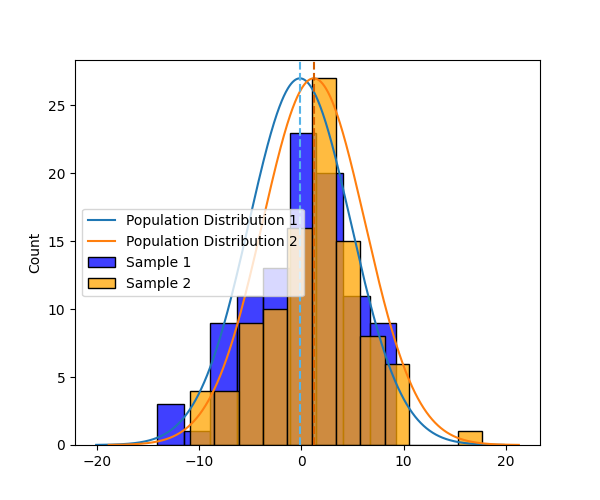 25
20
15
10
5
0
Count
Population Distribution 1
Population Distribution 2
Sample 1
Sample 2
−20 −10 0 10 20